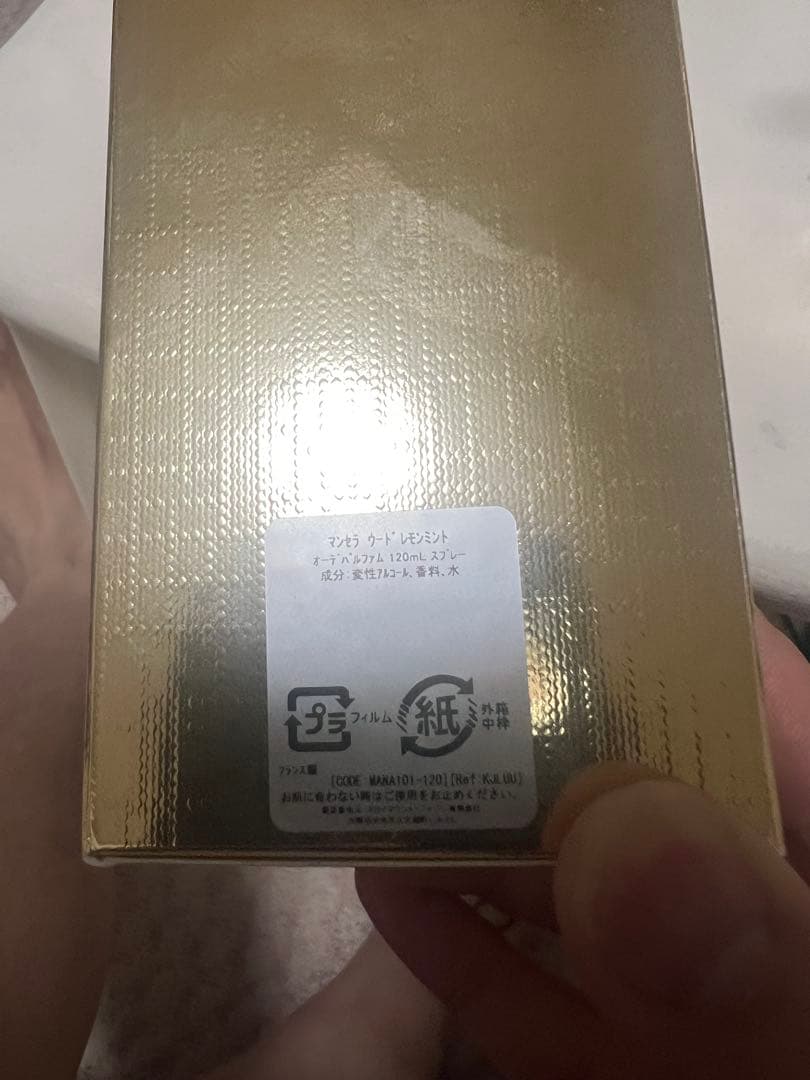 マンセラ ウード レモンミント
オーデパルファム 120mL スプレー
成分:変性アルコール、香料、水
プラ フィルム 紙 外箱 中枠
フランス製
[CODE MANA101-120][Ref KJLUU]
お肌に合わない時はご使用をお止めください。